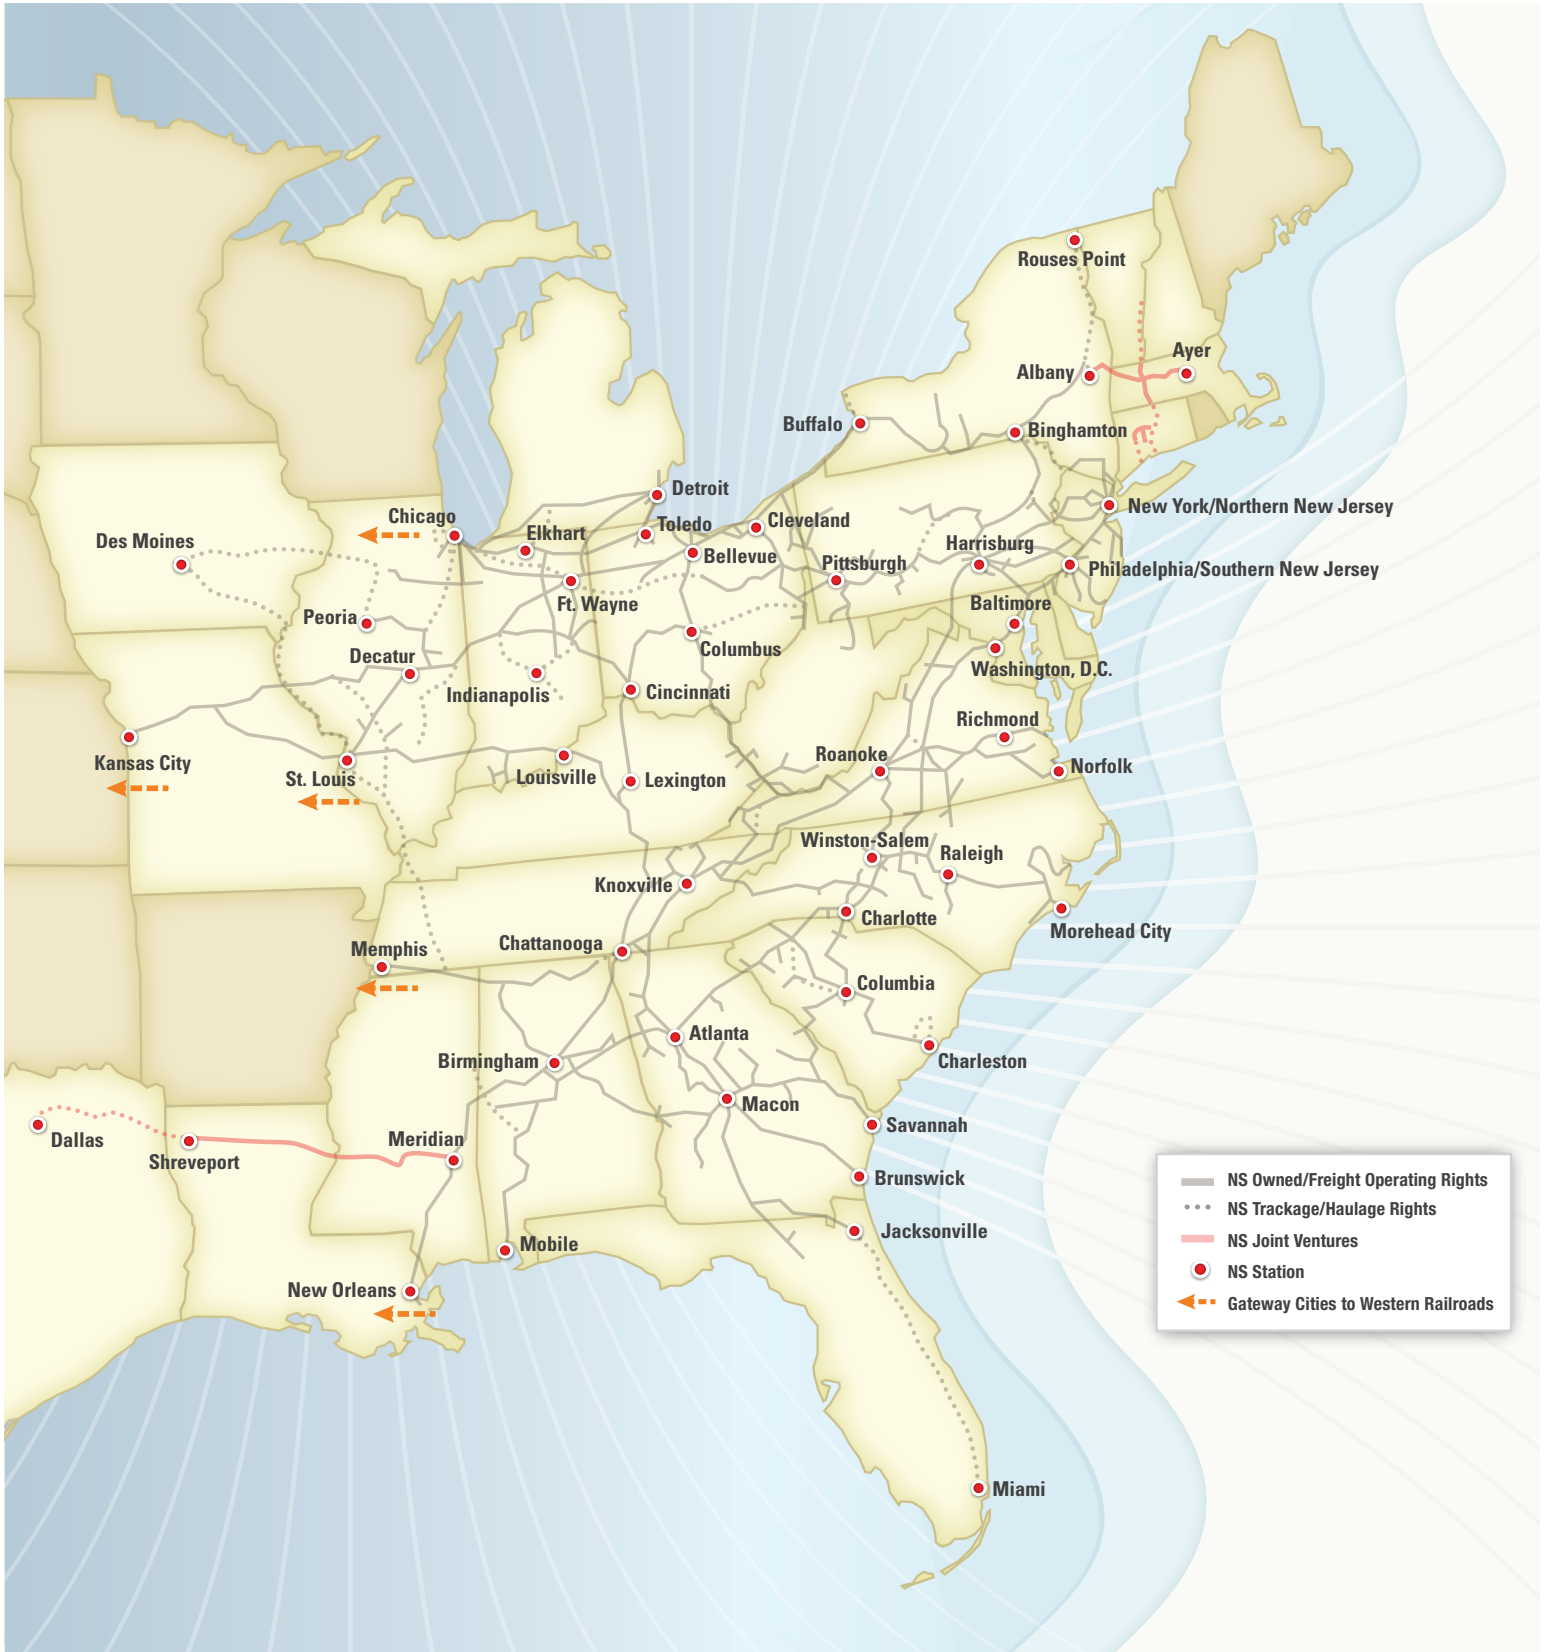 Rouses Point
Ayer
Albany
Buffalo
Binghamton
Detroit
New York/Northern New Jersey
Chicago
Toledo
Cleveland
Elkhart
Des Moines
Harrisburg
Bellevue
Pittsburgh
Philadelphia/Southern New Jersey
Ft. Wayne
Baltimore
Peoria
Columbus
Decatur
Washington, D.C.
Indianapolis
Cincinnati
Richmond
Roanoke
Kansas City
Norfolk
St. Louis
Louisville
Lexington
Winston-Salem
Raleigh
Knoxville
Charlotte
Morehead City
Chattanooga
Memphis
Columbia
Atlanta
Birmingham
Charleston
Macon
Savannah
Dallas
Meridian
Shreveport
Brunswick
Jacksonville
Mobile
New Orleans
Miami
NS Owned/Freight Operating Rights
NS Trackage/Haulage Rights
NS Joint Ventures
NS Station
Gateway Cities to Western Railroads